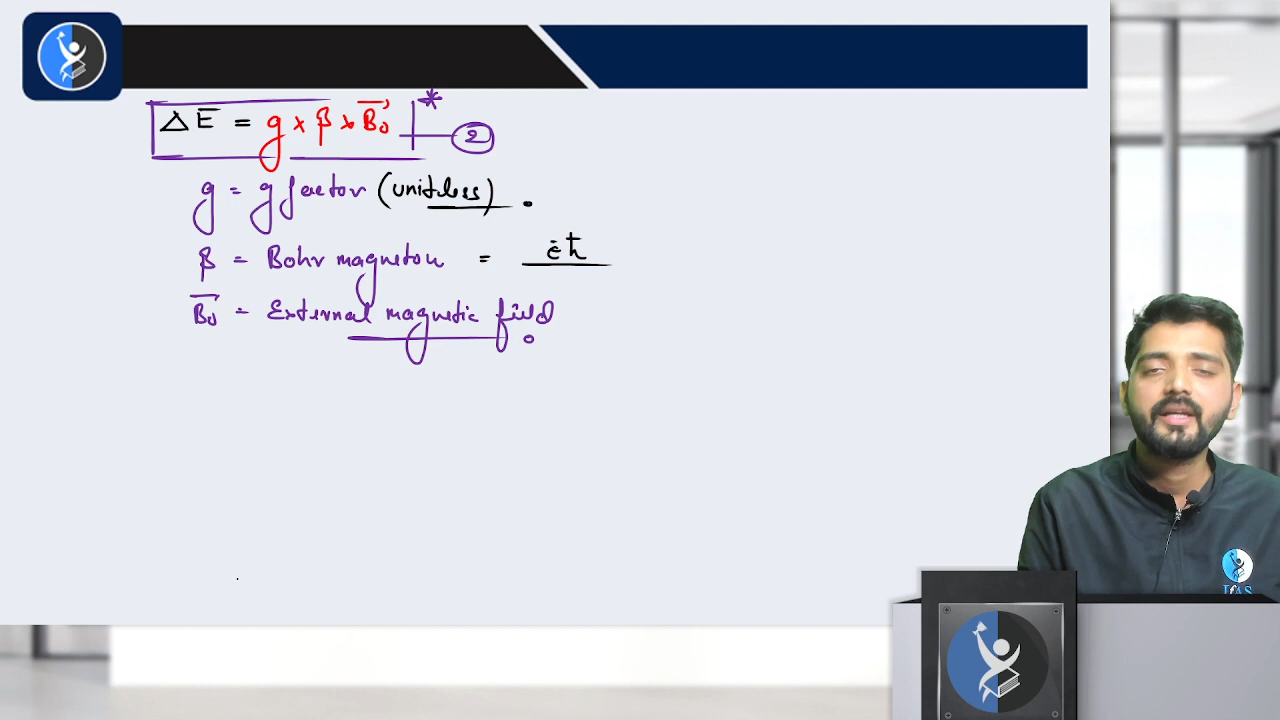 ΔE = g × β × B₀ *
②
g = g factor (unitless).
β = Bohr magneton = eħ
B₀ = External magnetic field